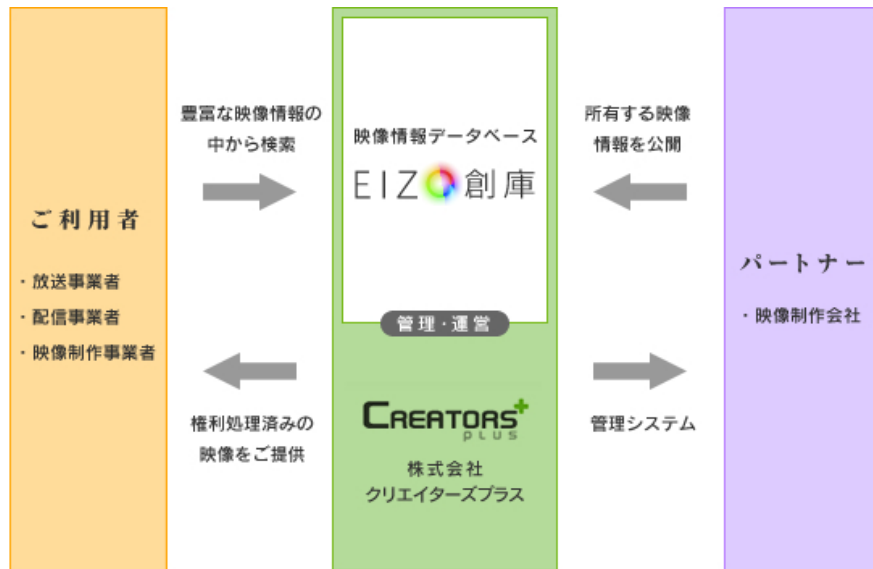 ご利用者
・放送事業者
・配信事業者
・映像制作事業者
豊富な映像情報の
中から検索
権利処理済みの
映像をご提供
映像情報データベース
EIZO創庫
管理・運営
CREATORS+
PLUS
株式会社
クリエイターズプラス
所有する映像
情報を公開
管理システム
パートナー
・映像制作会社